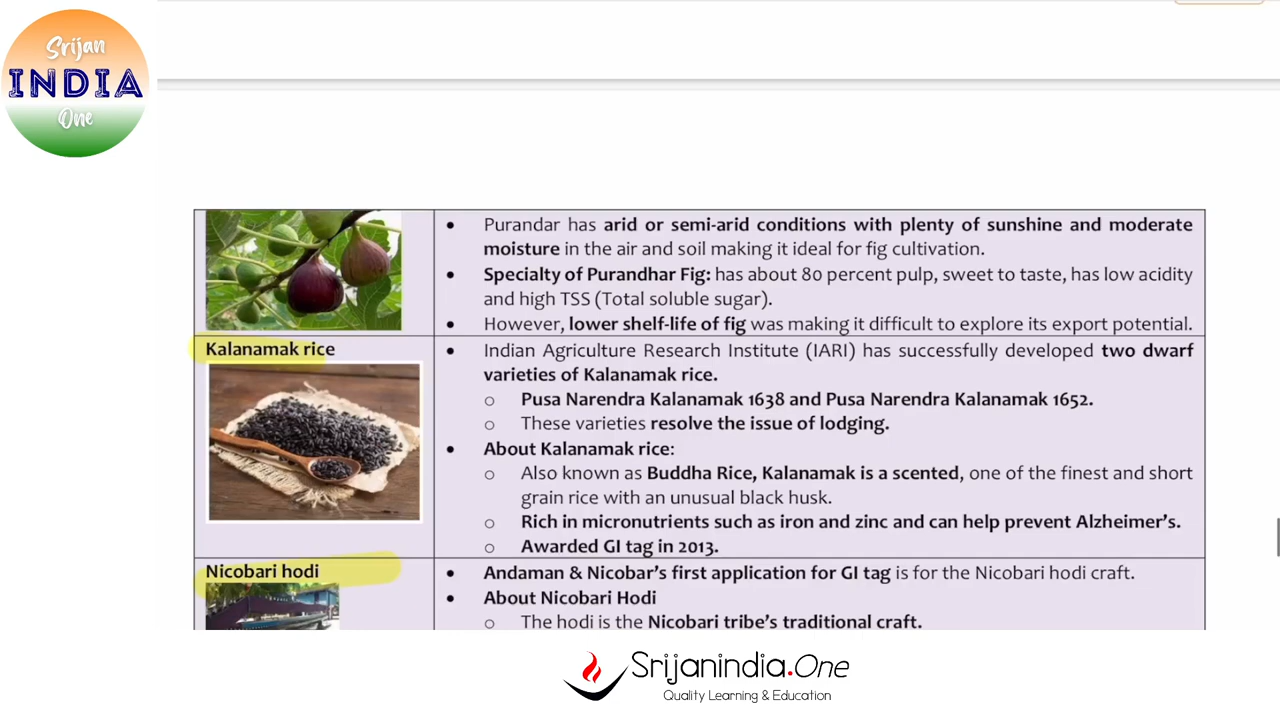 Srijan
INDIA
One
• Purandar has arid or semi-arid conditions with plenty of sunshine and moderate
moisture in the air and soil making it ideal for fig cultivation.
• Specialty of Purandhar Fig: has about 80 percent pulp, sweet to taste, has low acidity
and high TSS (Total soluble sugar).
• However, lower shelf-life of fig was making it difficult to explore its export potential.
Kalanamak rice
• Indian Agriculture Research Institute (IARI) has successfully developed two dwarf
varieties of Kalanamak rice.
o Pusa Narendra Kalanamak 1638 and Pusa Narendra Kalanamak 1652.
o These varieties resolve the issue of lodging.
• About Kalanamak rice:
o Also known as Buddha Rice, Kalanamak is a scented, one of the finest and short
grain rice with an unusual black husk.
o Rich in micronutrients such as iron and zinc and can help prevent Alzheimer's.
o Awarded GI tag in 2013.
Nicobari hodi
• Andaman & Nicobar's first application for GI tag is for the Nicobari hodi craft.
• About Nicobari Hodi
o The hodi is the Nicobari tribe's traditional craft.
Srijanindia.One
Quality Learning & Education